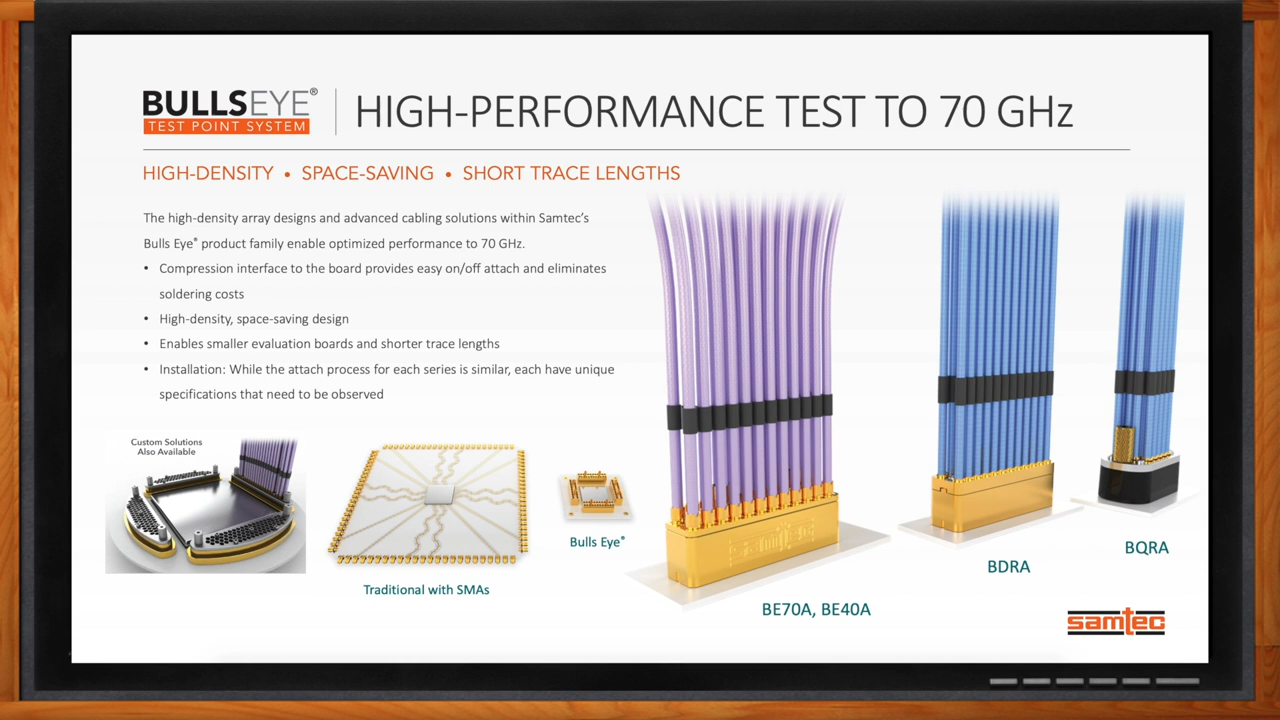 BULLSEYE®
TEST POINT SYSTEM
HIGH-PERFORMANCE TEST TO 70 GHz
HIGH-DENSITY • SPACE-SAVING • SHORT TRACE LENGTHS
The high-density array designs and advanced cabling solutions within Samtec's
Bulls Eye® product family enable optimized performance to 70 GHz.
• Compression interface to the board provides easy on/off attach and eliminates
soldering costs
• High-density, space-saving design
• Enables smaller evaluation boards and shorter trace lengths
• Installation: While the attach process for each series is similar, each have unique
specifications that need to be observed
Custom Solutions
Also Available
Traditional with SMAs
Bulls Eye®
samtec
BE70A, BE40A
BDRA
BQRA
samtec